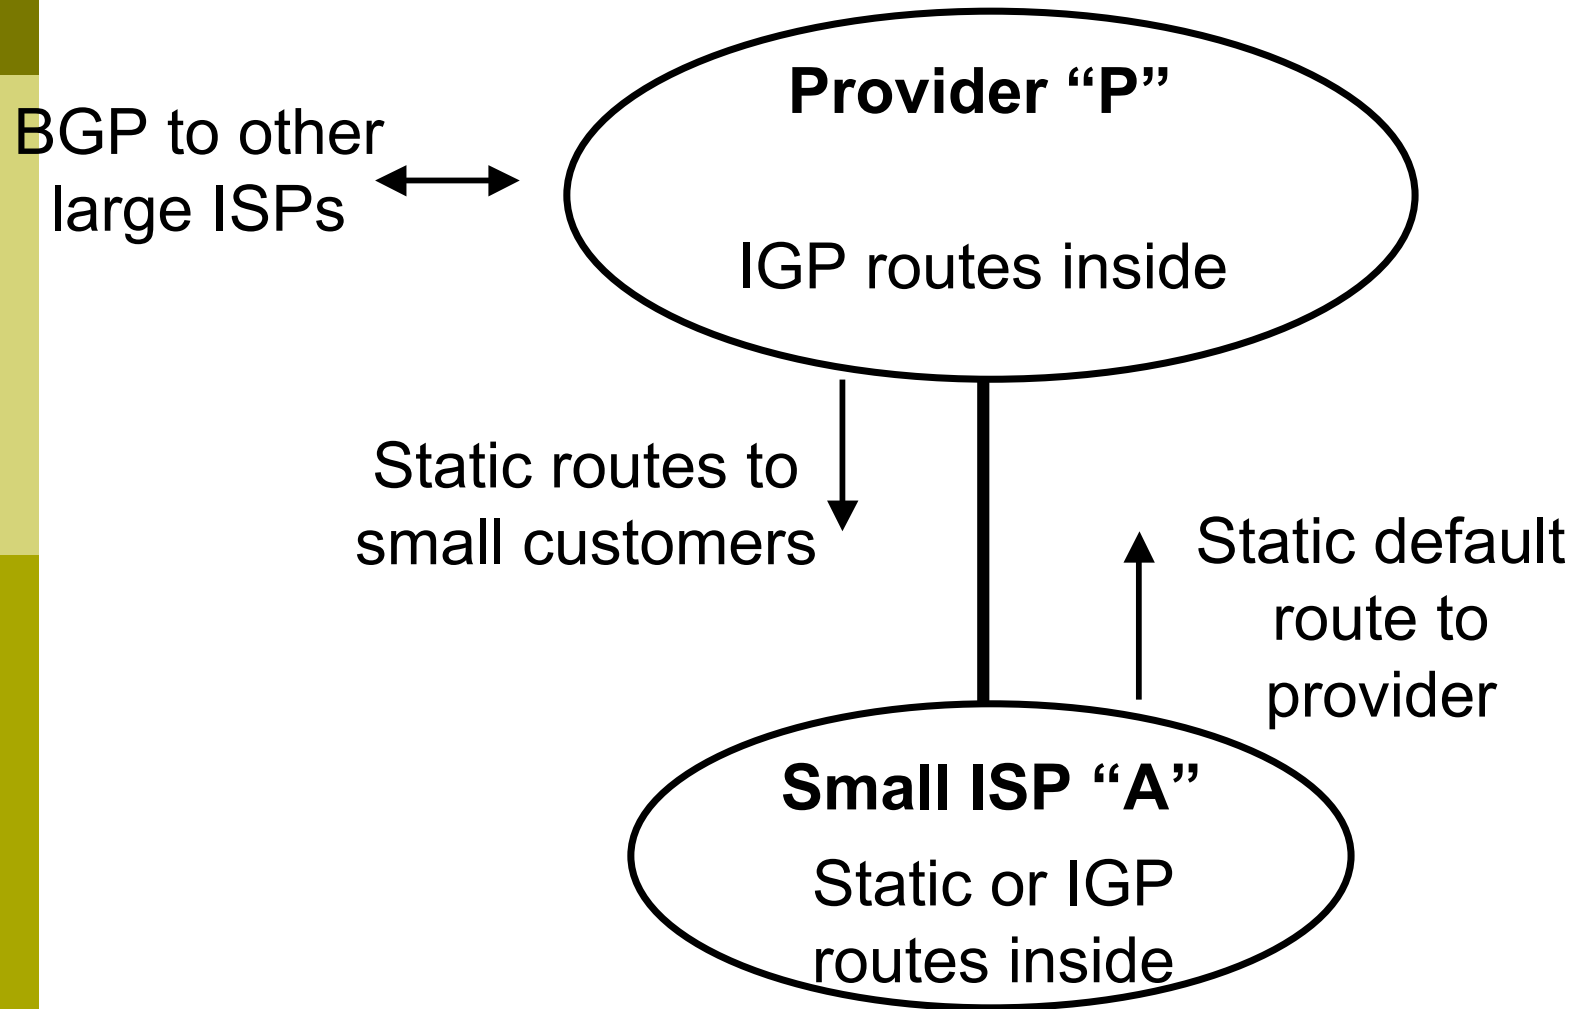 Provider “P”
BGP to other
large ISPs
IGP routes inside
Static routes to
small customers
Static default
route to
provider
Small ISP “A”
Static or IGP
routes inside